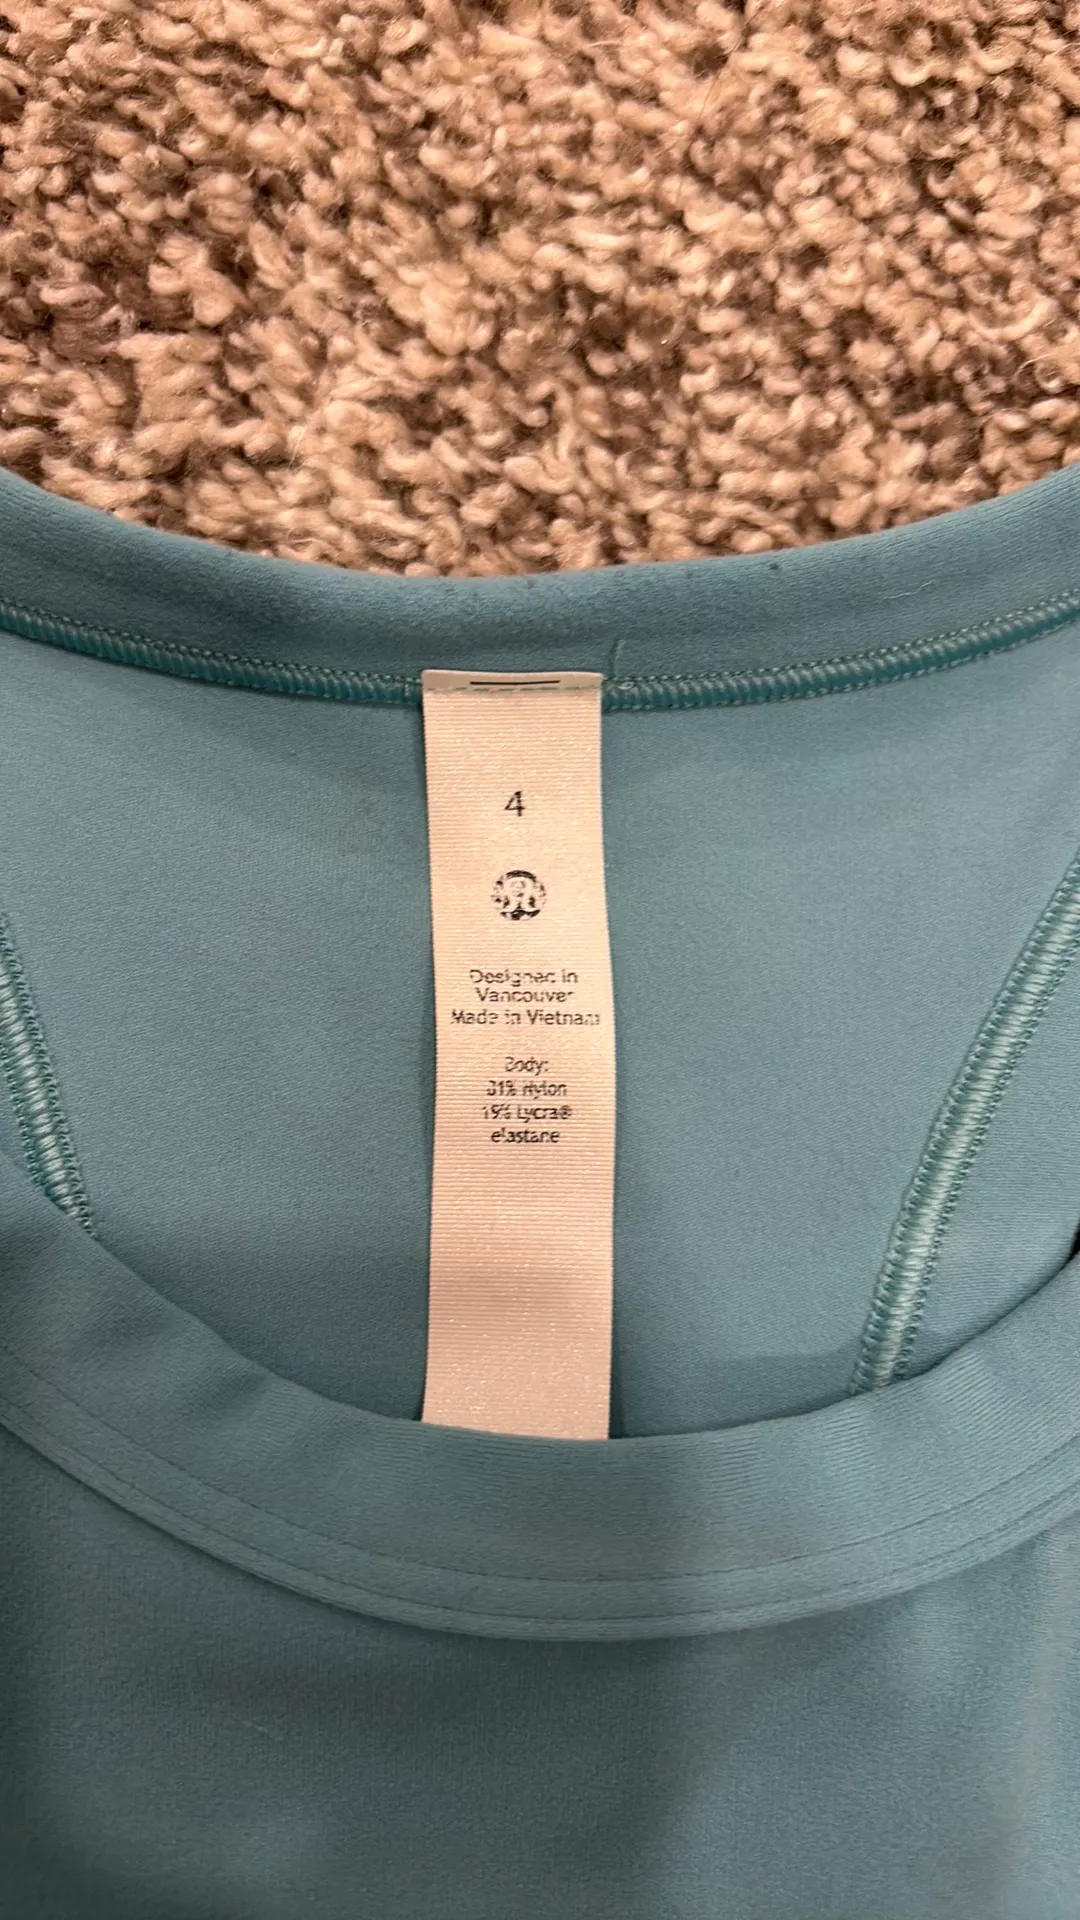 4
Designed in
Vancouver
Made in Vietnam
Body:
81% Nylon
19% Lycra®
elastane